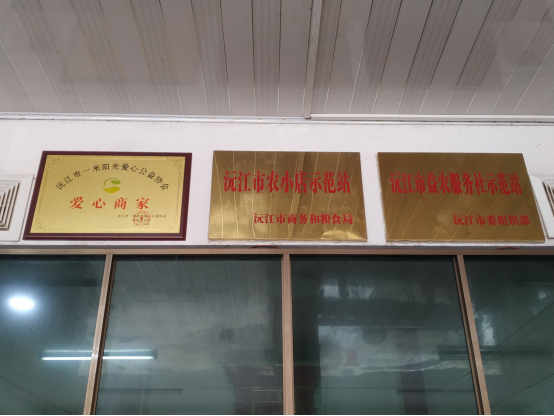 沅江市一米阳光爱心公益协会
爱心商家
沅江市农小店示范站
沅江市商务和粮食局
沅江市益农服务社示范站
沅江市委组织部